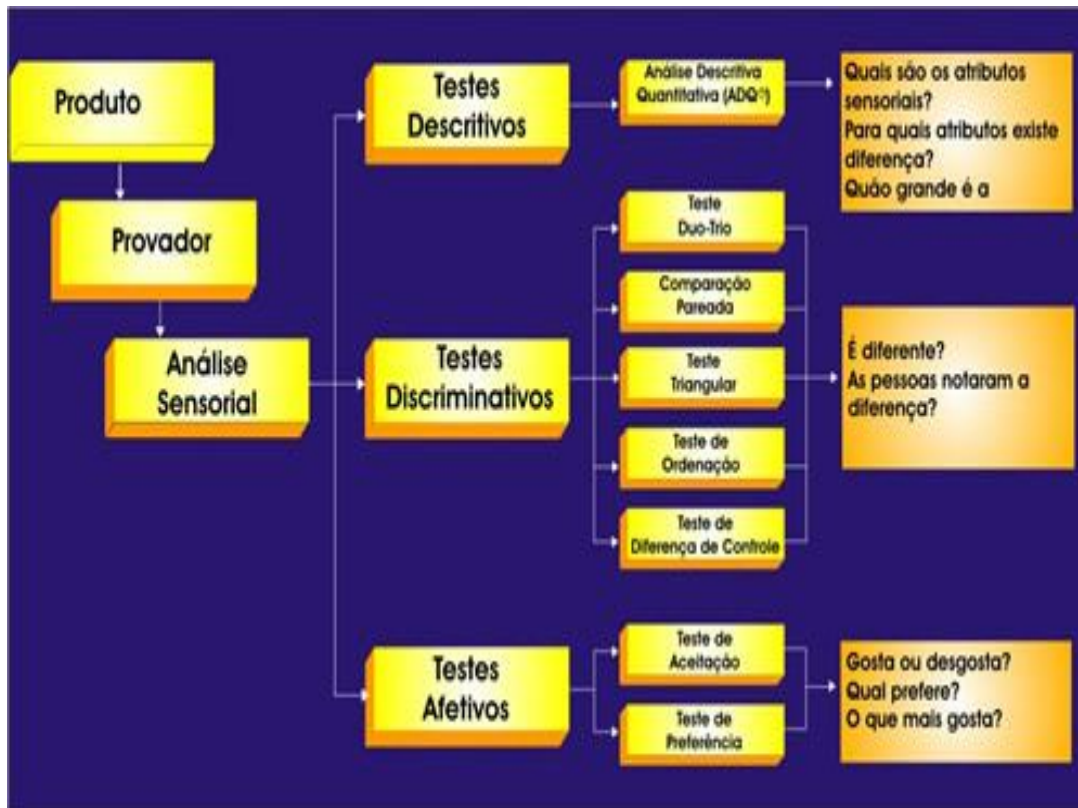 Produto
Provador
Análise
Sensorial
Testes
Descritivos
Análise Descritiva
Quantitativa (ADQ®)
Quais são os atributos
sensoriais?
Para quais atributos existe
diferença?
Quão grande é a
Testes
Discriminativos
Teste
Duo-Trio
Comparação
Pareada
Teste
Triangular
Teste de
Ordenação
Teste de
Diferença de Controle
É diferente?
As pessoas notaram a
diferença?
Testes
Afetivos
Teste de
Aceitação
Teste de
Preferência
Gosta ou desgosta?
Qual prefere?
O que mais gosta?